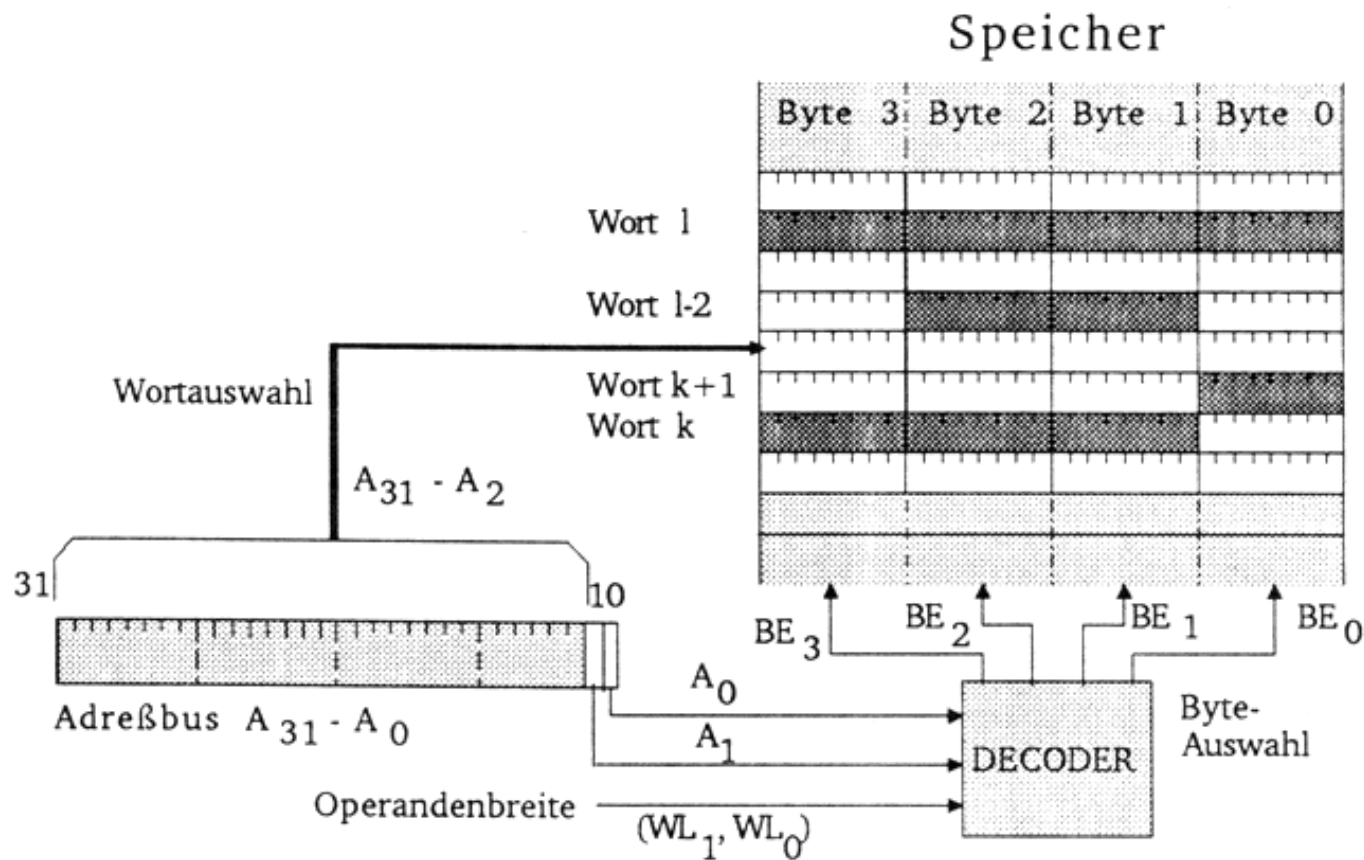 Speicher
Byte 3 Byte 2 Byte 1 Byte 0
Wort l
Wort l-2
Wortauswahl
Wort k+1
Wort k
A31 - A2
31
10
BE3
BE2
BE1
BE0
A0
Adreßbus A31 - A0
A1
DECODER
Byte-
Auswahl
Operandenbreite
(WL1, WL0)